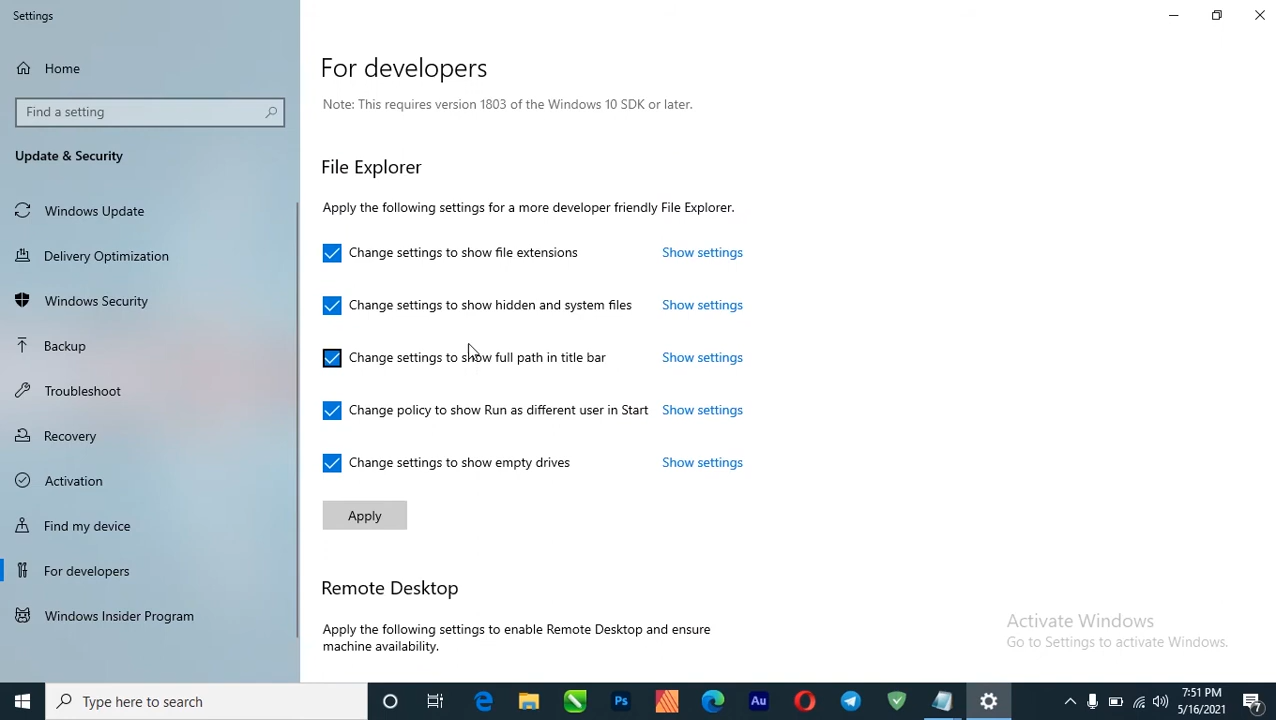 Settings
Home
Find a setting
Update & Security
Windows Update
Delivery Optimization
Windows Security
Backup
Troubleshoot
Recovery
Activation
Find my device
For developers
Windows Insider Program
For developers
Note: This requires version 1803 of the Windows 10 SDK or later.
File Explorer
Apply the following settings for a more developer friendly File Explorer.
Change settings to show file extensions Show settings
Change settings to show hidden and system files Show settings
Change settings to show full path in title bar Show settings
Change policy to show Run as different user in Start Show settings
Change settings to show empty drives Show settings
Apply
Remote Desktop
Apply the following settings to enable Remote Desktop and ensure
machine availability.
Activate Windows
Go to Settings to activate Windows.
Type here to search
Ps
Au
7:51 PM
5/16/2021
7